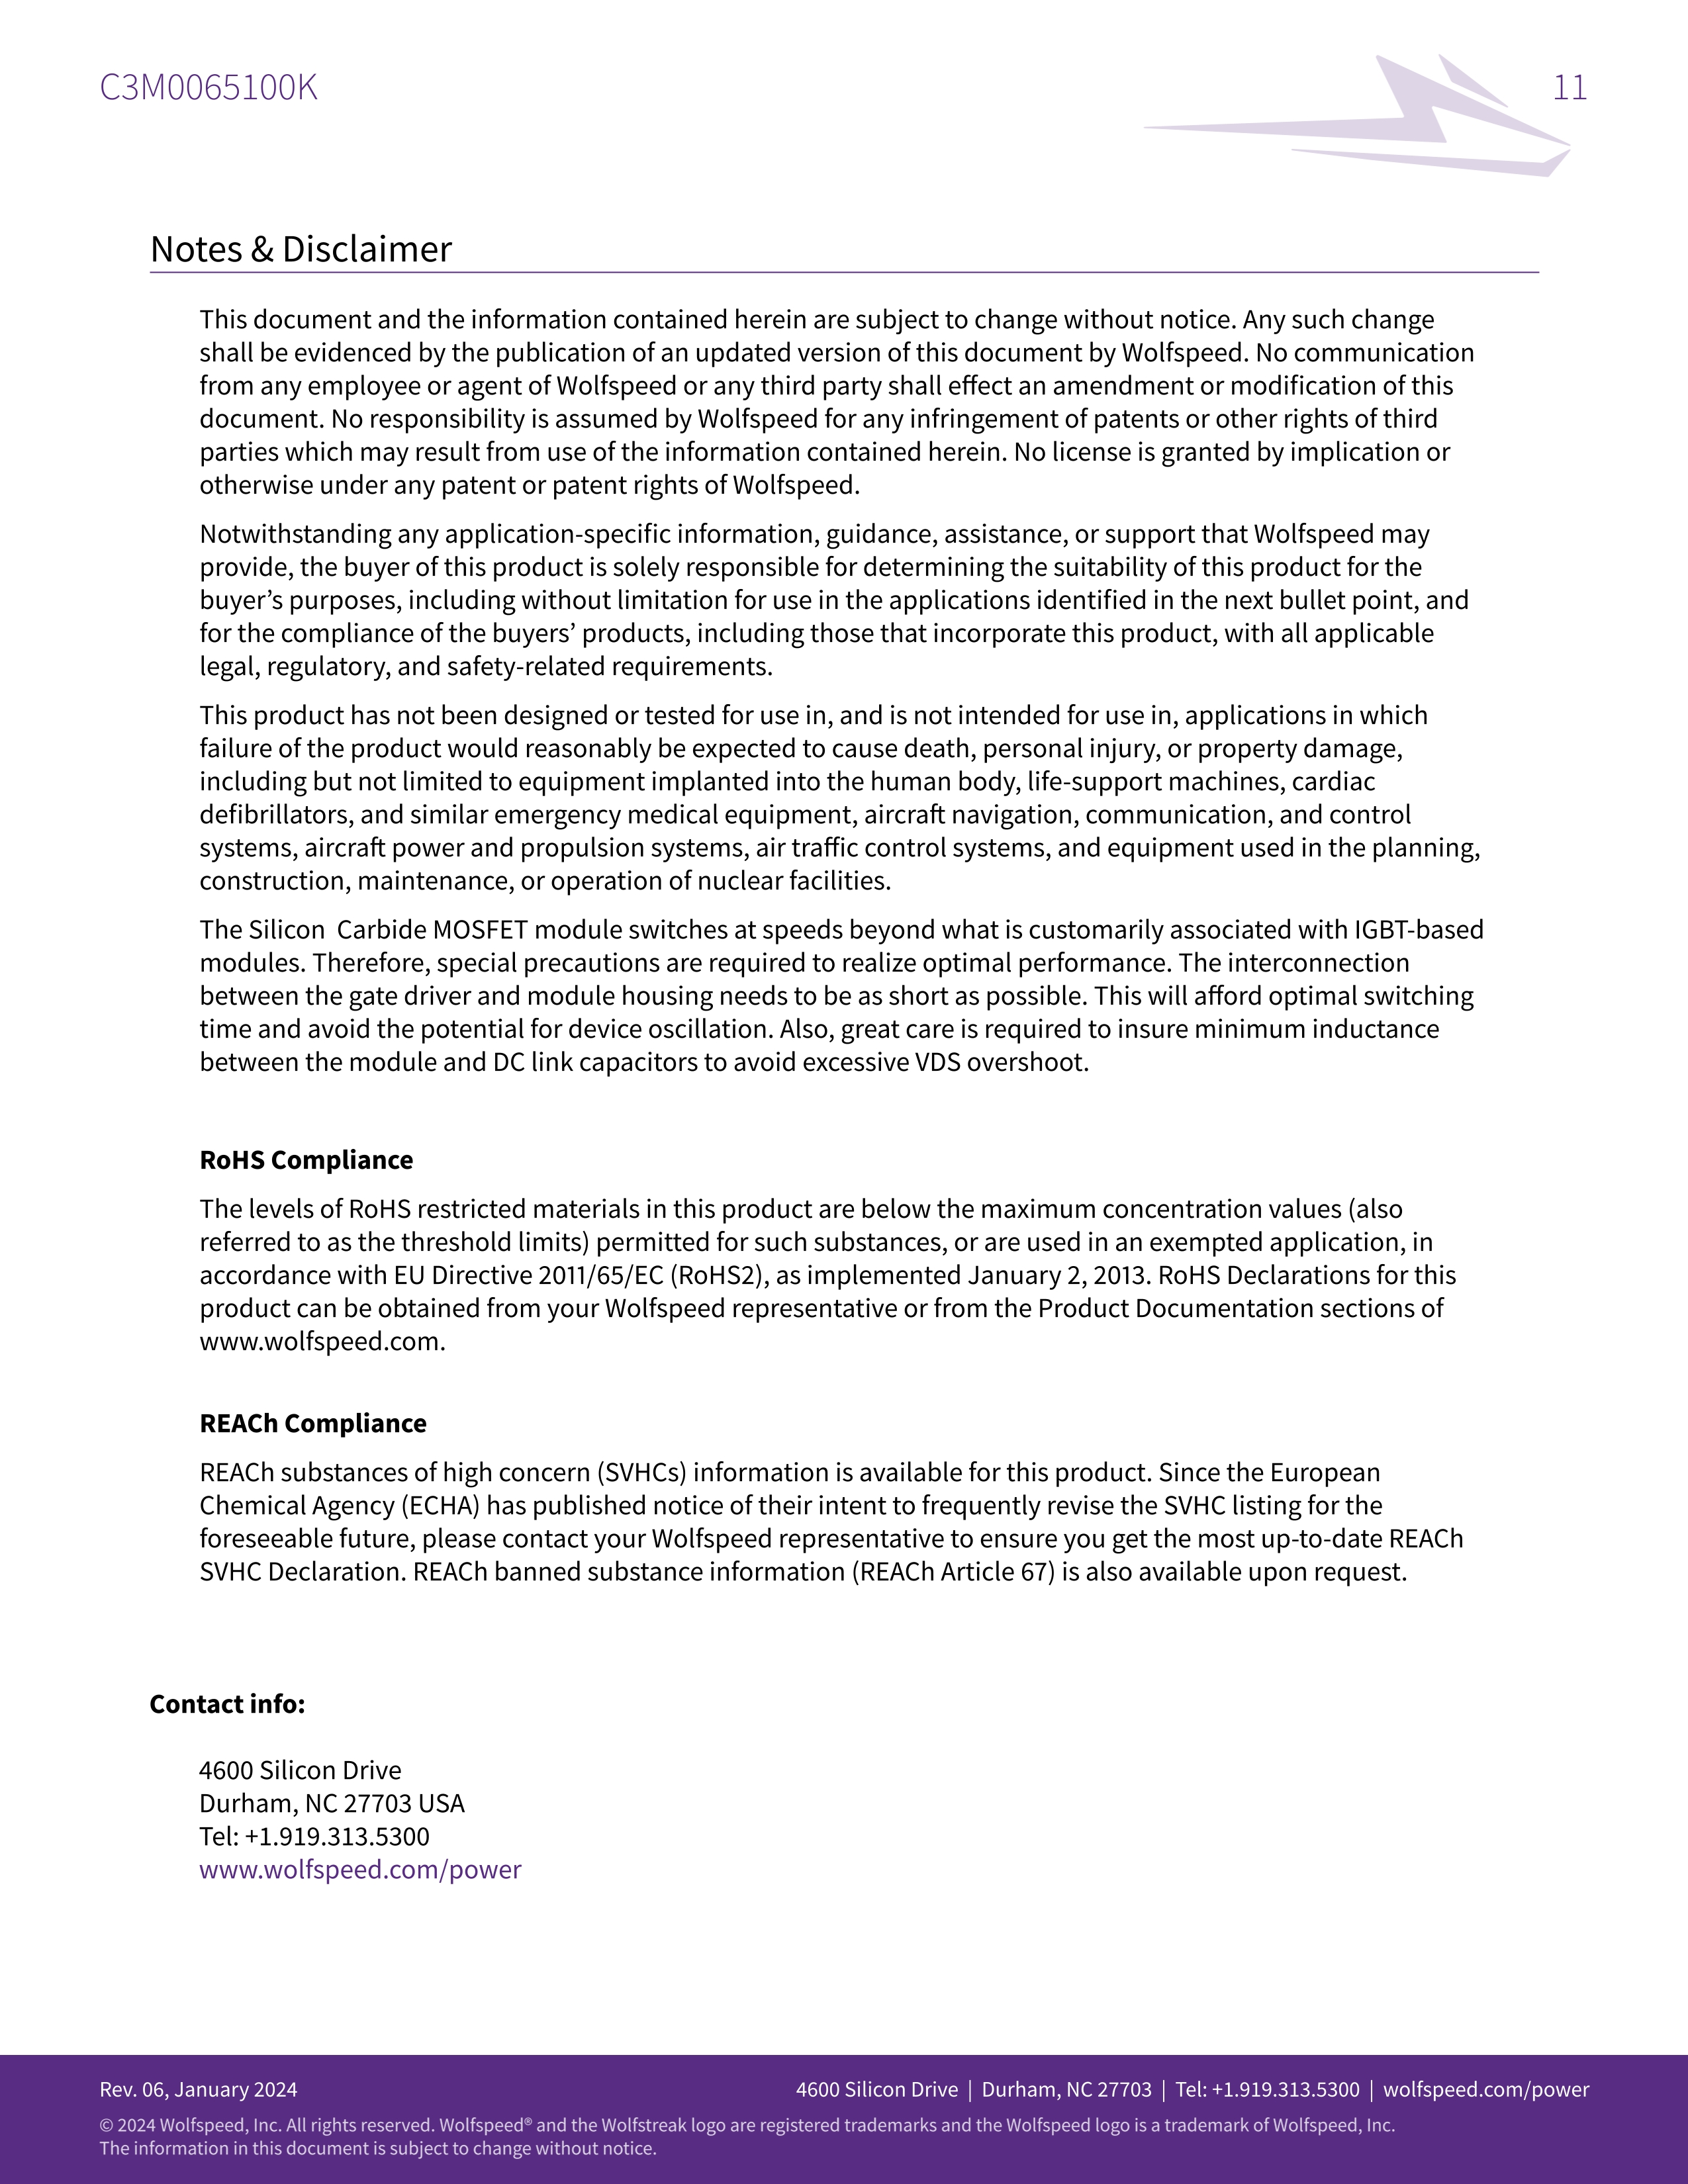 C3M0065100K
11
Notes & Disclaimer
This document and the information contained herein are subject to change without notice. Any such change
shall be evidenced by the publication of an updated version of this document by Wolfspeed. No communication
from any employee or agent of Wolfspeed or any third party shall effect an amendment or modification of this
document. No responsibility is assumed by Wolfspeed for any infringement of patents or other rights of third
parties which may result from use of the information contained herein. No license is granted by implication or
otherwise under any patent or patent rights of Wolfspeed.
Notwithstanding any application-specific information, guidance, assistance, or support that Wolfspeed may
provide, the buyer of this product is solely responsible for determining the suitability of this product for the
buyer’s purposes, including without limitation for use in the applications identified in the next bullet point, and
for the compliance of the buyers’ products, including those that incorporate this product, with all applicable
legal, regulatory, and safety-related requirements.
This product has not been designed or tested for use in, and is not intended for use in, applications in which
failure of the product would reasonably be expected to cause death, personal injury, or property damage,
including but not limited to equipment implanted into the human body, life-support machines, cardiac
defibrillators, and similar emergency medical equipment, aircraft navigation, communication, and control
systems, aircraft power and propulsion systems, air traffic control systems, and equipment used in the planning,
construction, maintenance, or operation of nuclear facilities.
The Silicon  Carbide MOSFET module switches at speeds beyond what is customarily associated with IGBT-based
modules. Therefore, special precautions are required to realize optimal performance. The interconnection
between the gate driver and module housing needs to be as short as possible. This will afford optimal switching
time and avoid the potential for device oscillation. Also, great care is required to insure minimum inductance
between the module and DC link capacitors to avoid excessive VDS overshoot.
RoHS Compliance
The levels of RoHS restricted materials in this product are below the maximum concentration values (also
referred to as the threshold limits) permitted for such substances, or are used in an exempted application, in
accordance with EU Directive 2011/65/EC (RoHS2), as implemented January 2, 2013. RoHS Declarations for this
product can be obtained from your Wolfspeed representative or from the Product Documentation sections of
www.wolfspeed.com.
REACh Compliance
REACh substances of high concern (SVHCs) information is available for this product. Since the European
Chemical Agency (ECHA) has published notice of their intent to frequently revise the SVHC listing for the
foreseeable future, please contact your Wolfspeed representative to ensure you get the most up-to-date REACh
SVHC Declaration. REACh banned substance information (REACh Article 67) is also available upon request.
Contact info:
4600 Silicon Drive
Durham, NC 27703 USA
Tel: +1.919.313.5300
www.wolfspeed.com/power
Rev. 06, January 2024
4600 Silicon Drive | Durham, NC 27703 | Tel: +1.919.313.5300 | wolfspeed.com/power
© 2024 Wolfspeed, Inc. All rights reserved. Wolfspeed® and the Wolfstreak logo are registered trademarks and the Wolfspeed logo is a trademark of Wolfspeed, Inc.
The information in this document is subject to change without notice.